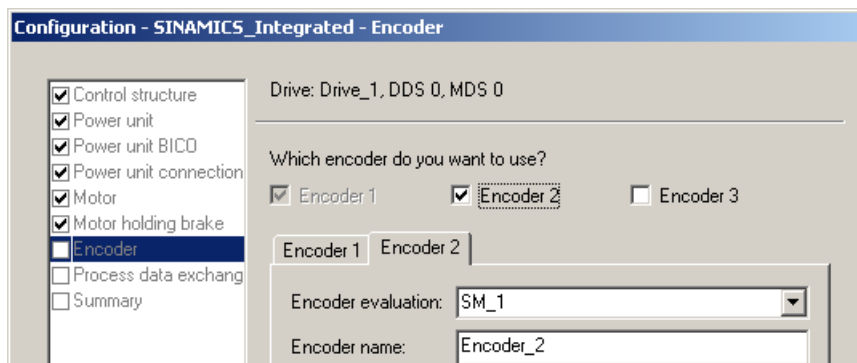 Configuration - SINAMICS_Integrated - Encoder
Control structure
Power unit
Power unit BICO
Power unit connection
Motor
Motor holding brake
Encoder
Process data exchang
Summary
Drive: Drive_1, DDS 0, MDS 0
Which encoder do you want to use?
Encoder 1 Encoder 2 Encoder 3
Encoder 1 Encoder 2
Encoder evaluation: SM_1
Encoder name: Encoder_2